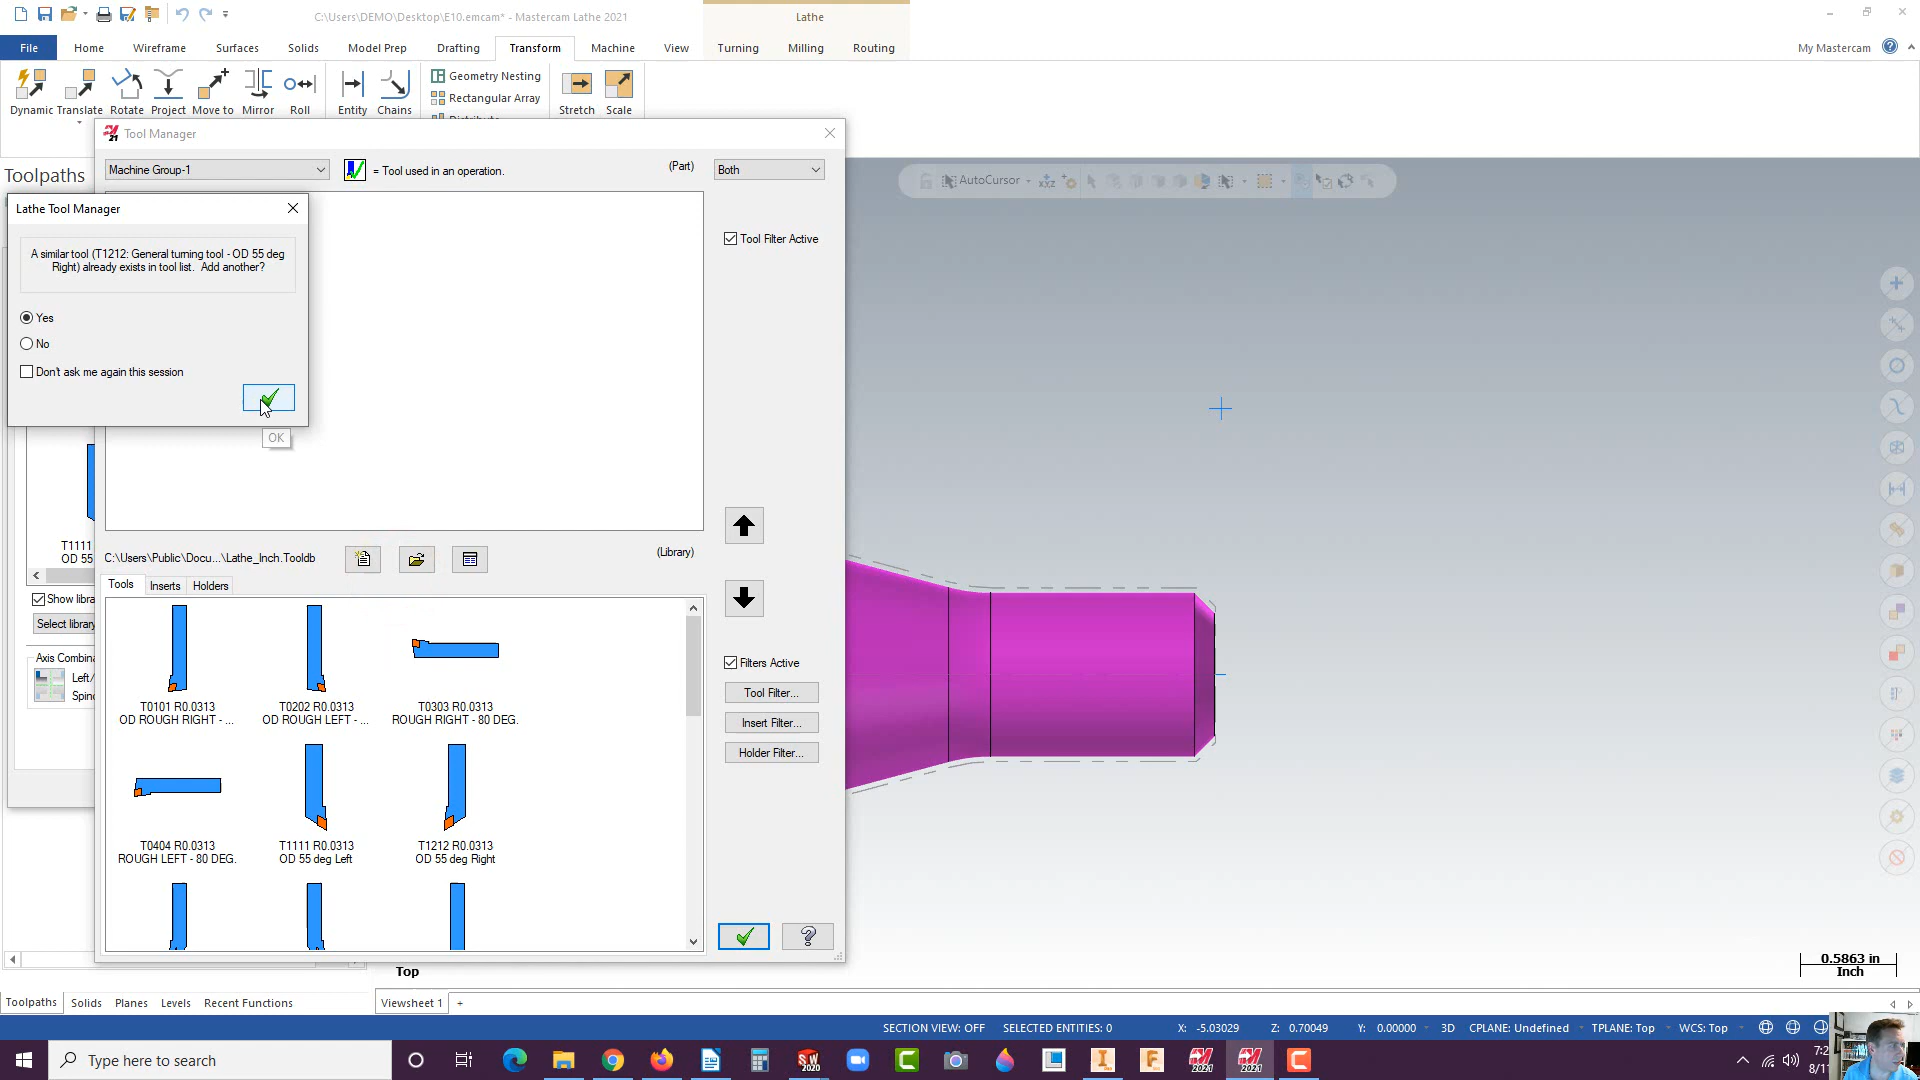 C:\Users\DEMO\Desktop\E10.emcam* - Mastercam Lathe 2021
Lathe
File
Home
Wireframe
Surfaces
Solids
Model Prep
Drafting
Transform
Machine
View
Turning
Milling
Routing
My Mastercam
Dynamic
Translate
Rotate
Project
Move to
Mirror
Roll
Entity
Chains
Geometry Nesting
Rectangular Array
Stretch
Scale
Tool Manager
Toolpaths
Machine Group-1
= Tool used in an operation.
(Part)
Both
AutoCursor
Lathe Tool Manager
A similar tool (T1212: General turning tool - OD 55 deg
Right) already exists in tool list. Add another?
Yes
No
Don't ask me again this session
OK
Tool Filter Active
T1111
OD 55
C:\Users\Public\Docu...\Lathe_Inch.Tooldb
(Library)
Tools
Inserts
Holders
Show libra
Select library
Axis Combina
Left/
Spin
T0101 R0.0313
OD ROUGH RIGHT - ...
T0202 R0.0313
OD ROUGH LEFT - ...
T0303 R0.0313
ROUGH RIGHT - 80 DEG.
T0404 R0.0313
ROUGH LEFT - 80 DEG.
T1111 R0.0313
OD 55 deg Left
T1212 R0.0313
OD 55 deg Right
Filters Active
Tool Filter...
Insert Filter...
Holder Filter...
Top
0.5863 in
Inch
Toolpaths
Solids
Planes
Levels
Recent Functions
Viewsheet 1
+
SECTION VIEW: OFF
SELECTED ENTITIES: 0
X: -5.03029
Z: 0.70049
Y: 0.00000
3D
CPLANE: Undefined
TPLANE: Top
WCS: Top
Type here to search
SW
2020
2021
2021
7:2
8/1